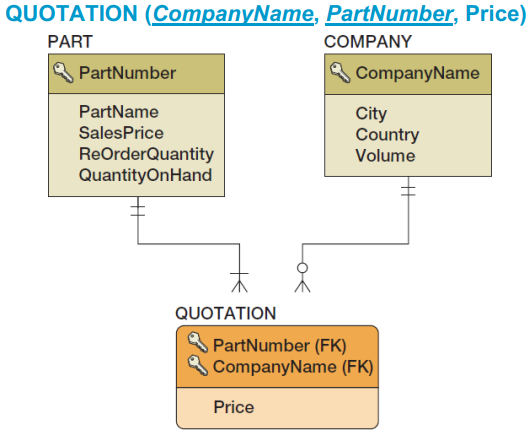 QUOTATION (CompanyName, PartNumber, Price)
PART
PartNumber
PartName
SalesPrice
ReOrderQuantity
QuantityOnHand
COMPANY
CompanyName
City
Country
Volume
QUOTATION
PartNumber (FK)
CompanyName (FK)
Price